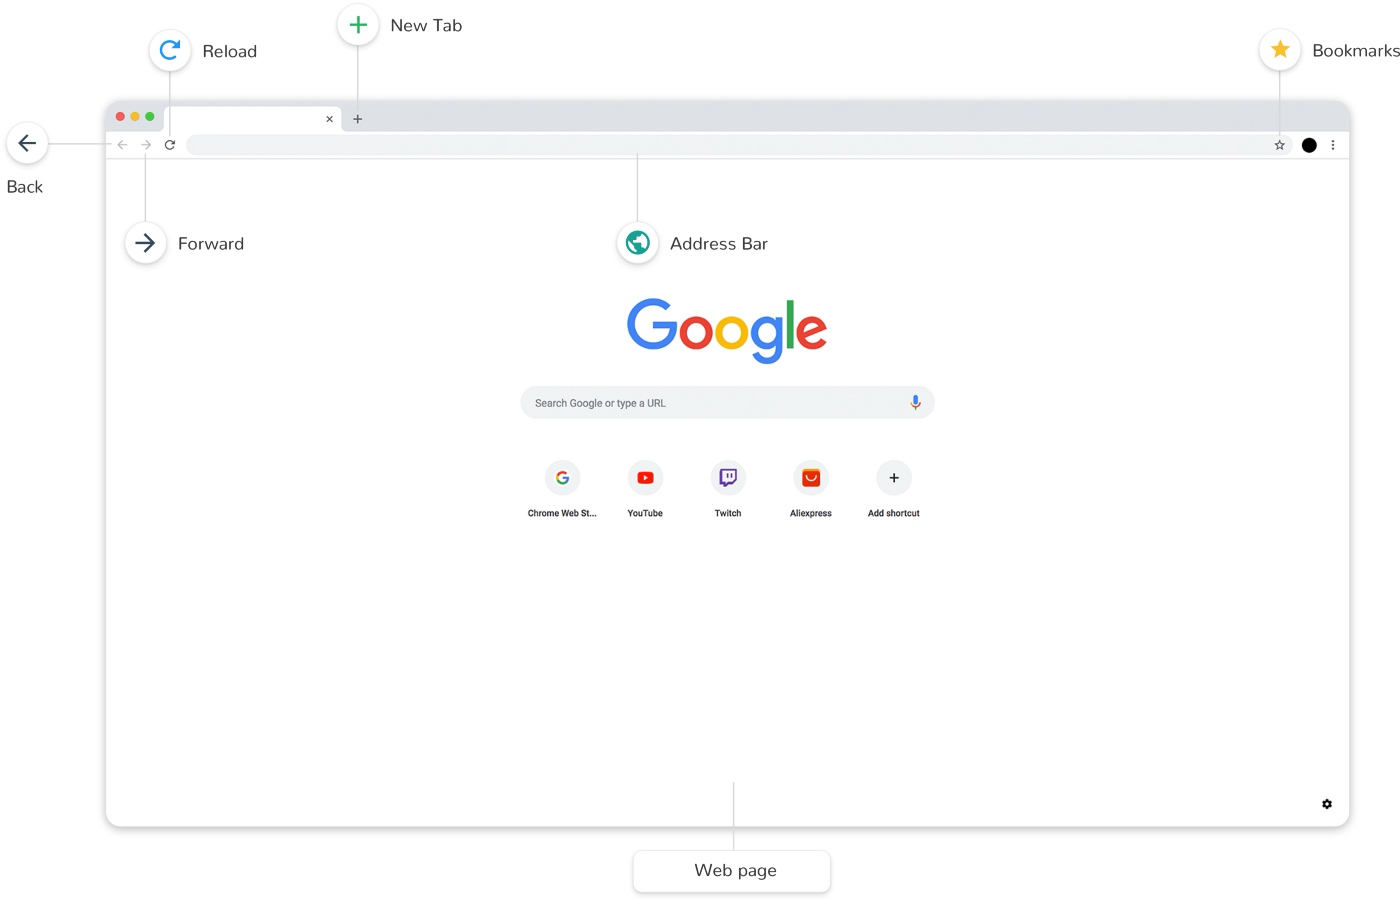 New Tab
Reload
Bookmarks
Back
Forward
Address Bar
Google
Search Google or type a URL
Chrome Web St...
YouTube
Twitch
Aliexpress
Add shortcut
Web page